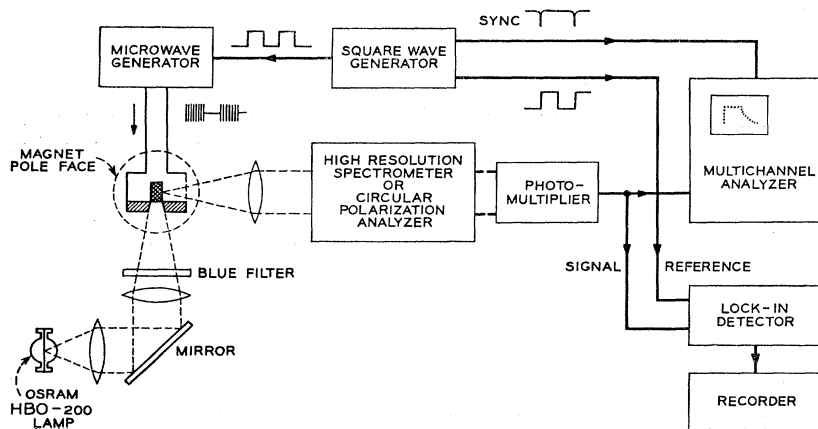 SYNC
MICROWAVE
GENERATOR
SQUARE WAVE
GENERATOR
MAGNET
POLE FACE
HIGH RESOLUTION
SPECTROMETER
OR
CIRCULAR
POLARIZATION
ANALYZER
PHOTO-
MULTIPLIER
MULTICHANNEL
ANALYZER
BLUE FILTER
SIGNAL
REFERENCE
LOCK-IN
DETECTOR
MIRROR
OSRAM
HBO-200
LAMP
RECORDER